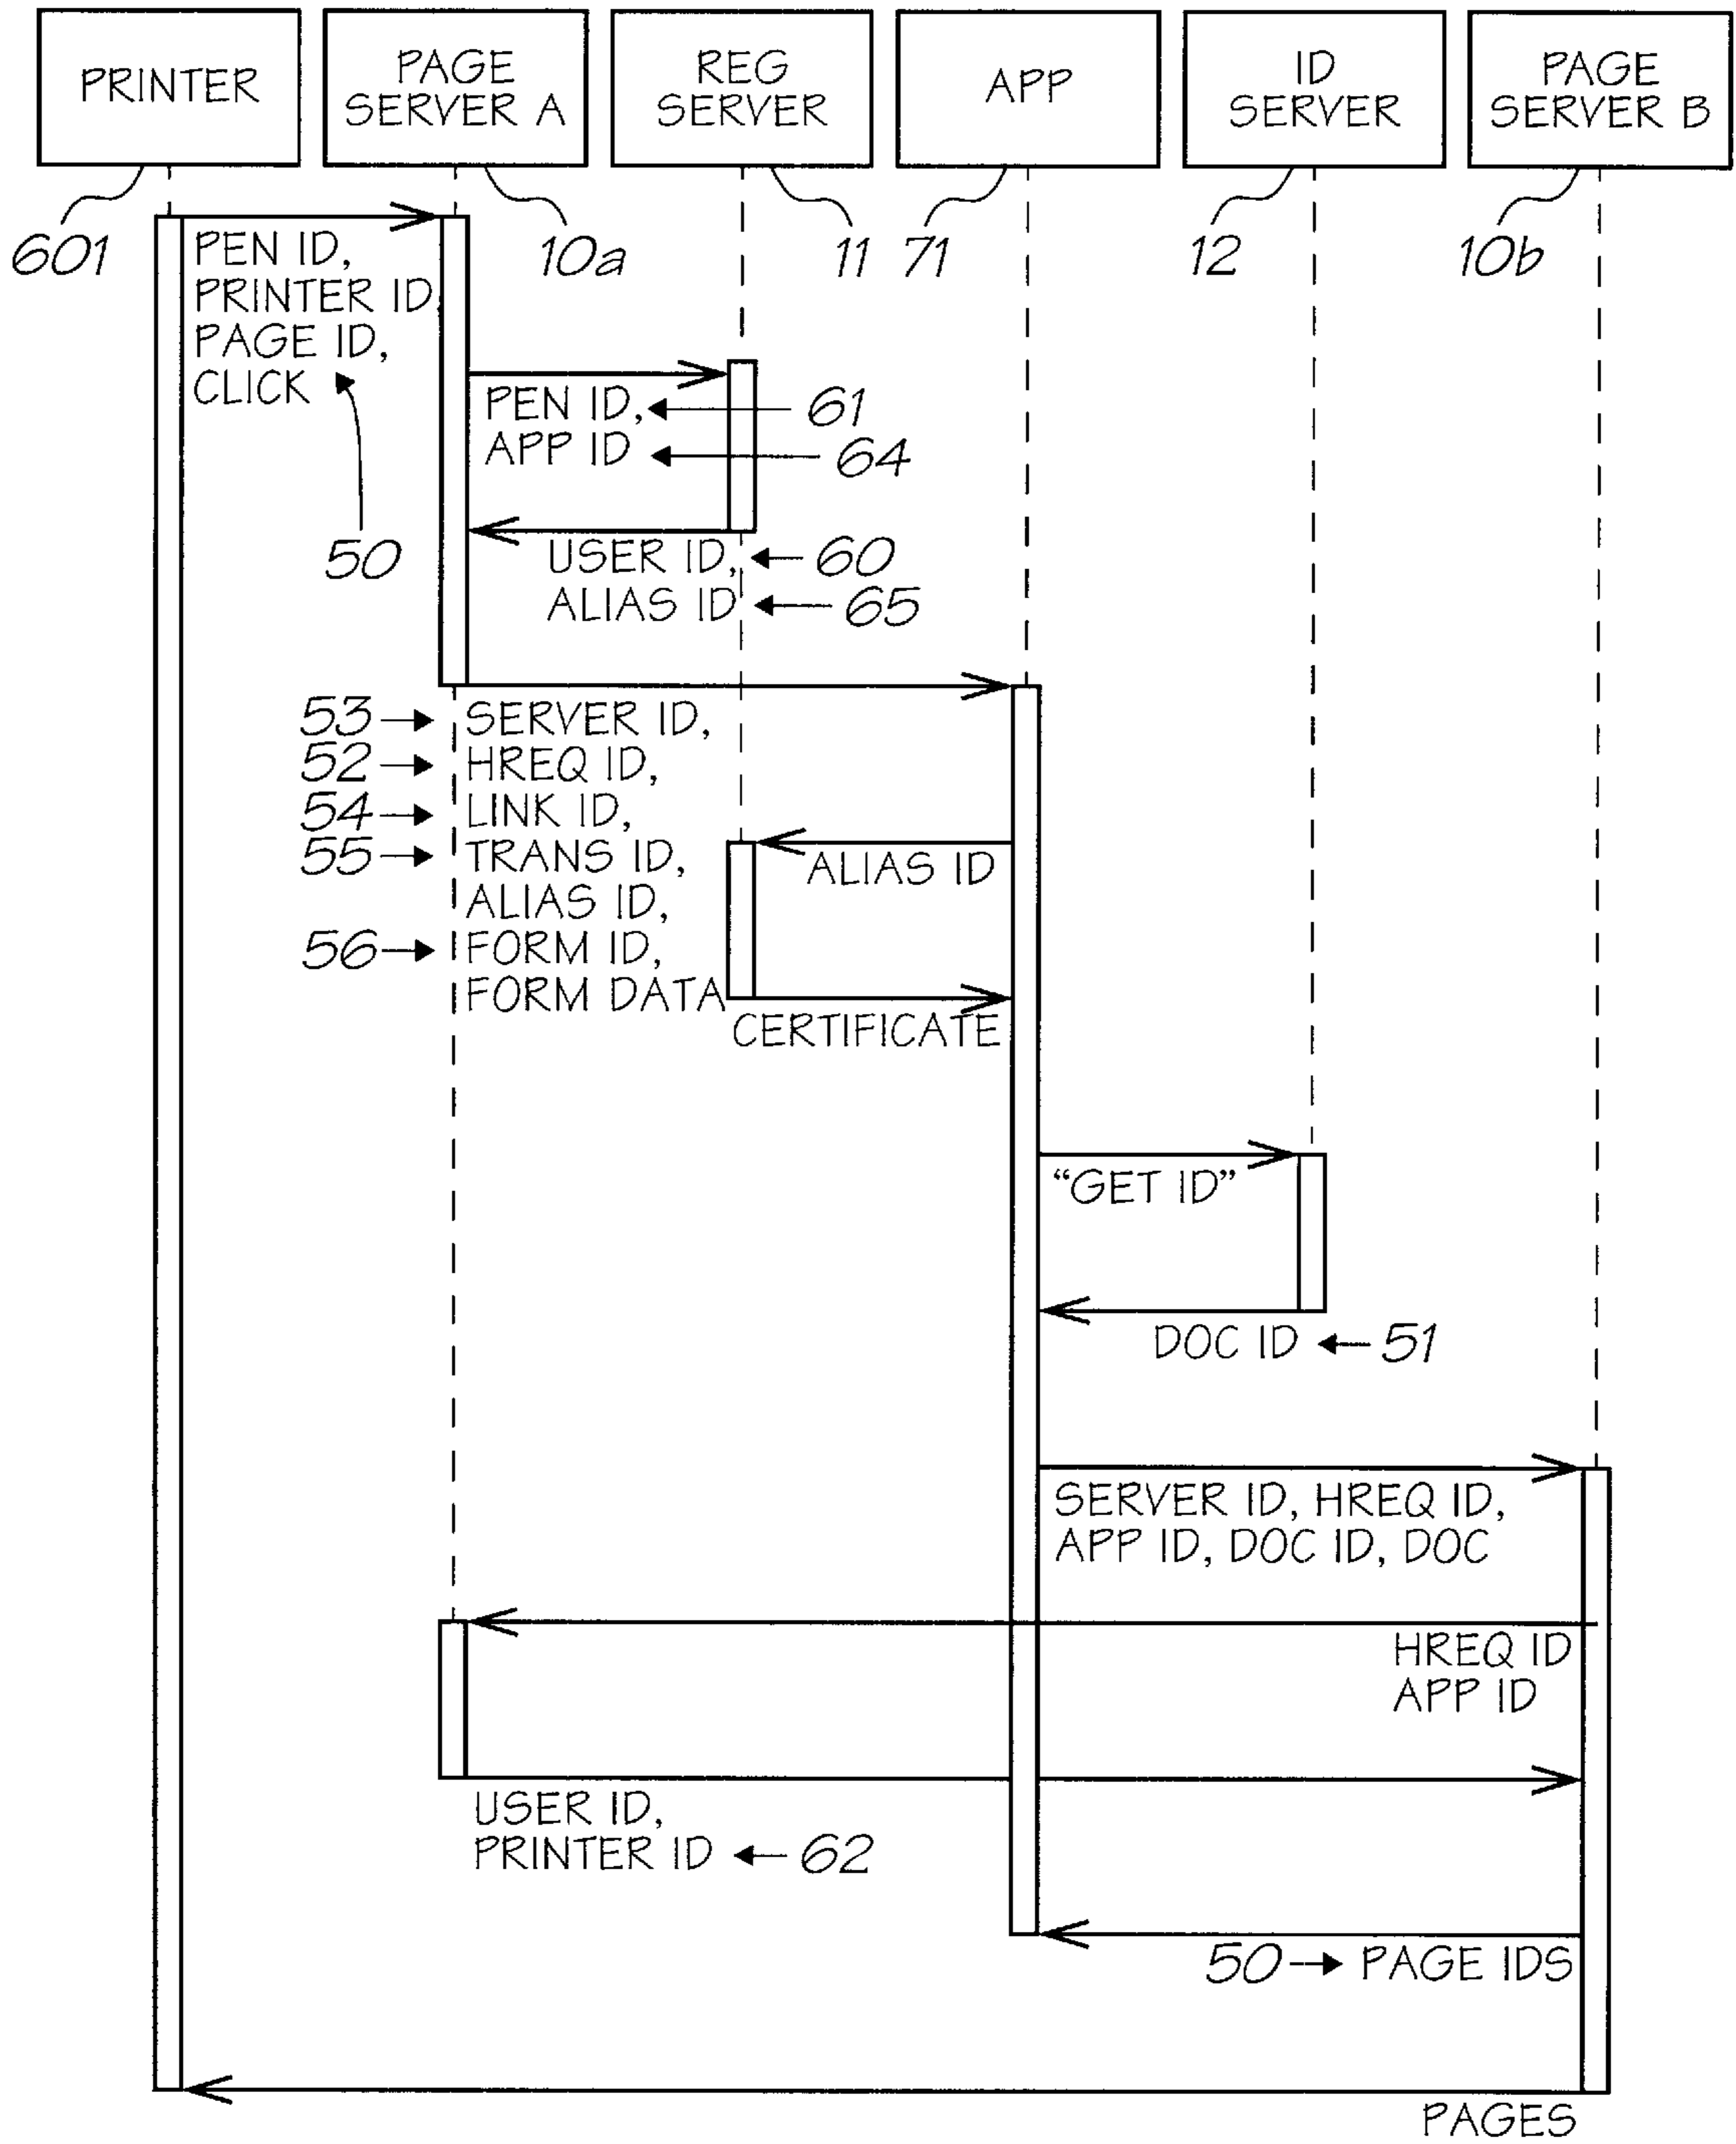 PRINTER
PAGE
SERVER A
REG
SERVER
APP
ID
SERVER
PAGE
SERVER B
601
10a
11
71
12
10b
PEN ID,
PRINTER ID
PAGE ID,
CLICK
50
PEN ID,
61
APP ID
64
USER ID,
60
ALIAS ID
65
53
SERVER ID,
52
HREQ ID,
54
LINK ID,
55
TRANS ID,
ALIAS ID,
56
FORM ID,
FORM DATA
ALIAS ID
CERTIFICATE
“GET ID”
DOC ID
51
SERVER ID, HREQ ID,
APP ID, DOC ID, DOC
HREQ ID
APP ID
USER ID,
PRINTER ID
62
50
PAGE IDS
PAGES